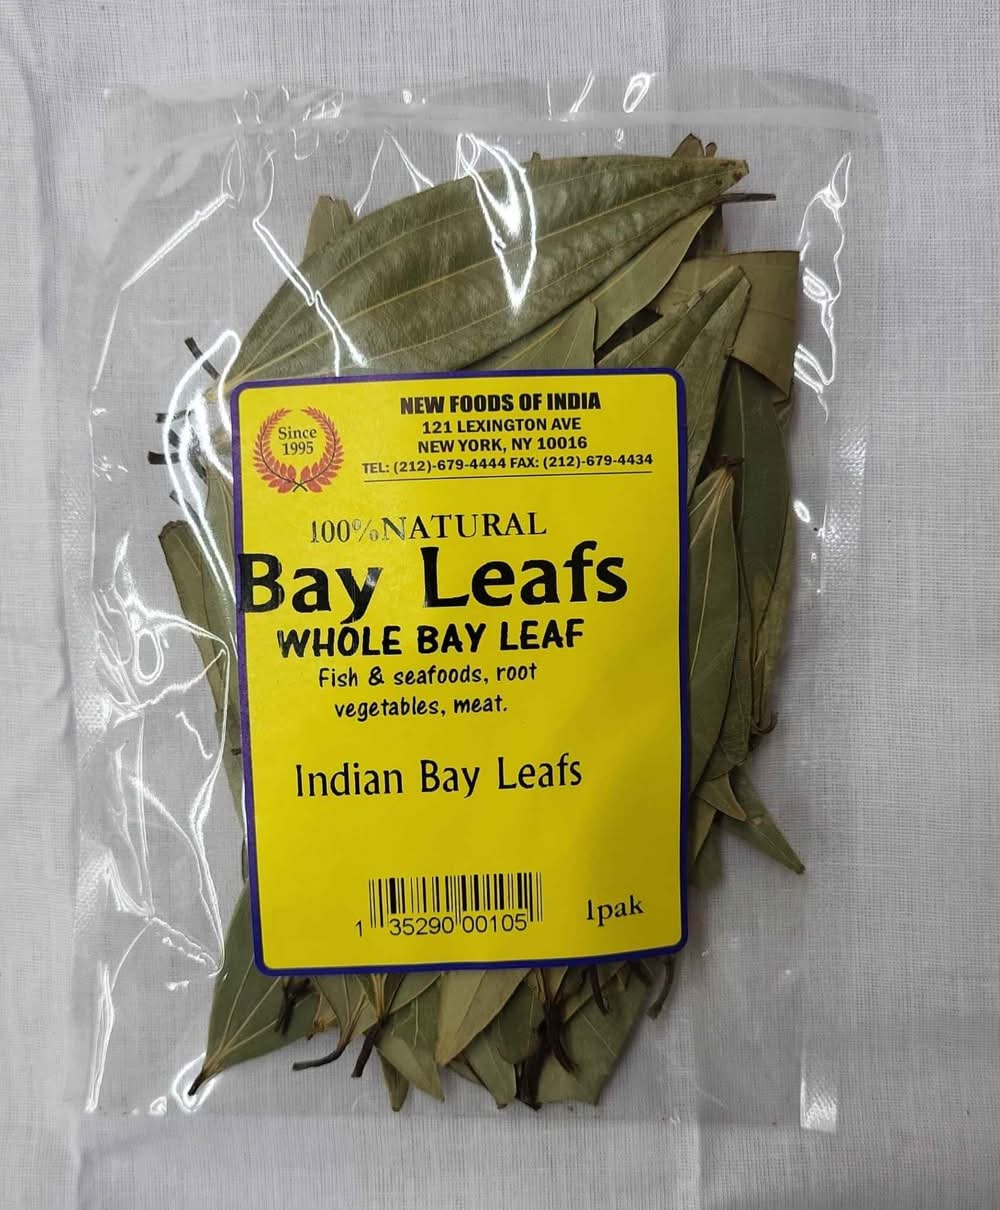 Since
1995
NEW FOODS OF INDIA
121 LEXINGTON AVE
NEW YORK, NY 10016
TEL: (212)-679-4444 FAX: (212)-679-4434
100%NATURAL
Bay Leafs
WHOLE BAY LEAF
Fish & seafoods, root
vegetables, meat.
Indian Bay Leafs
1 35290 00105
1pak